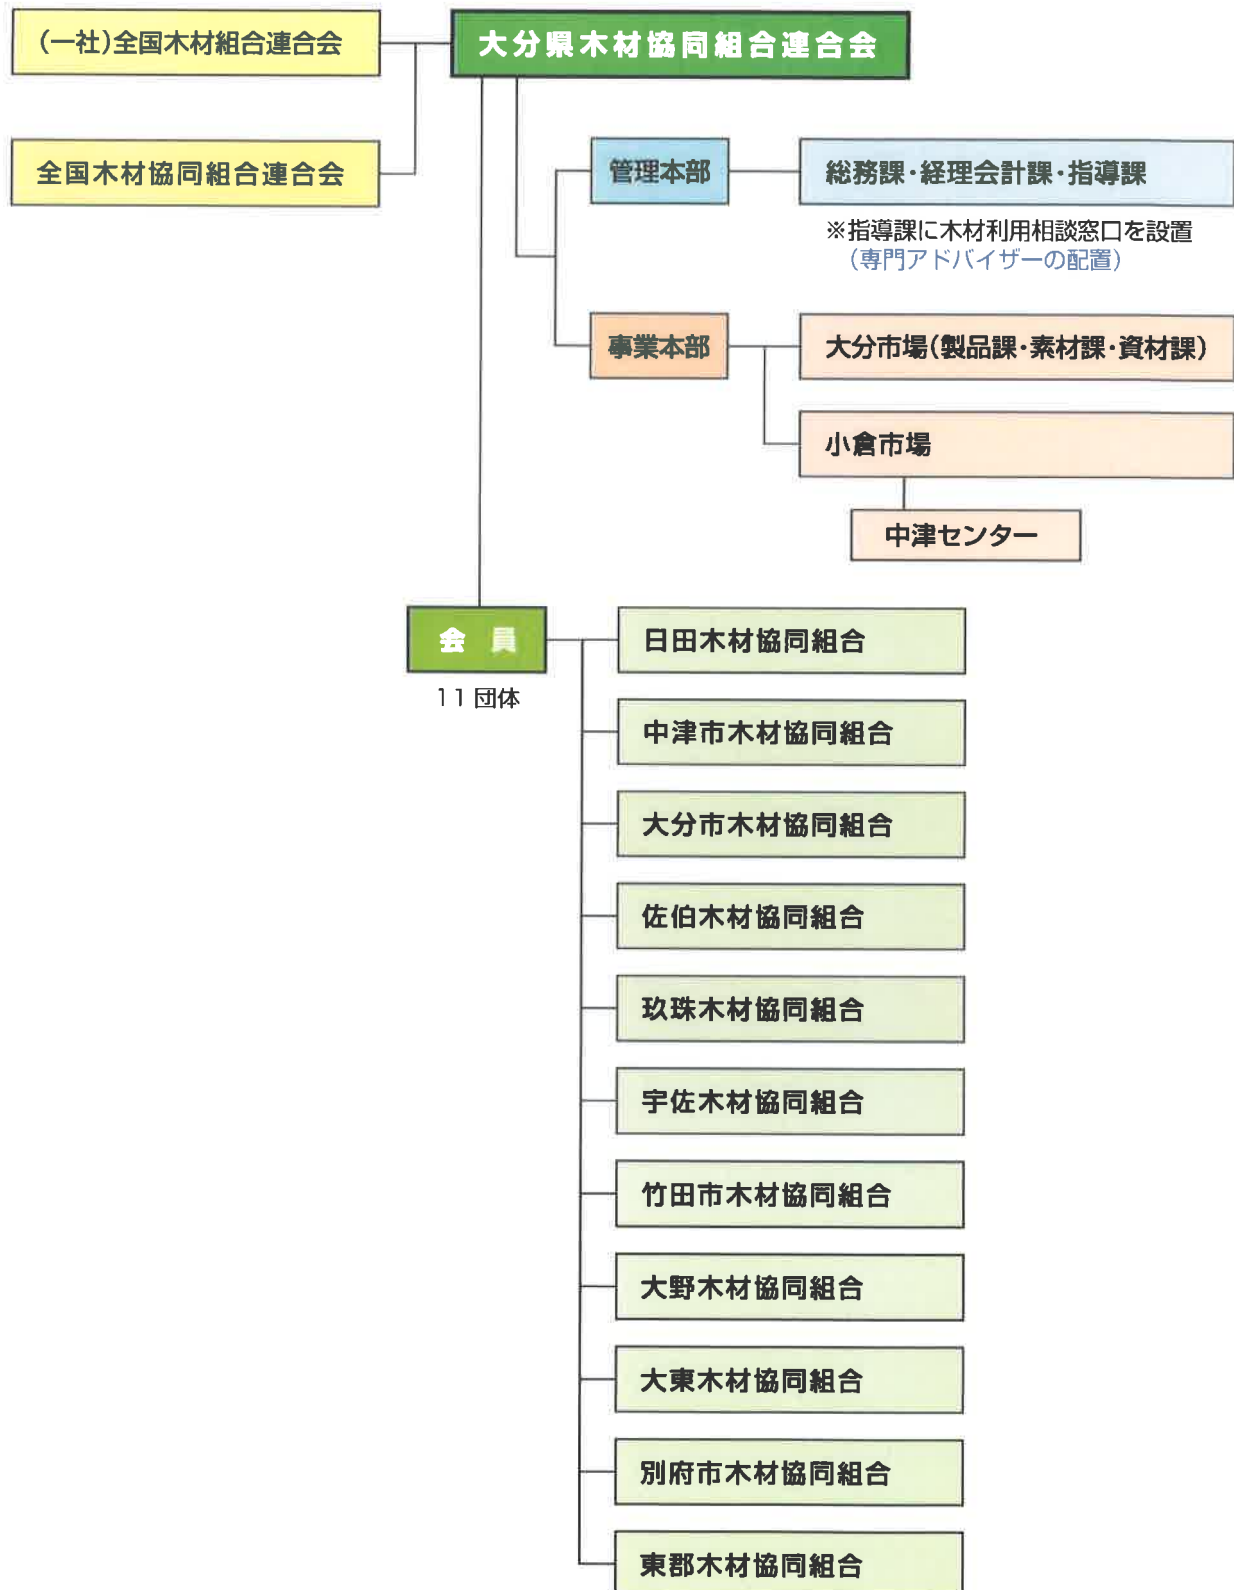 (一社)全国木材組合連合会
大分県木材協同組合連合会
全国木材協同組合連合会
管理本部
総務課・経理会計課・指導課
※指導課に木材利用相談窓口を設置
(専門アドバイザーの配置)
事業本部
大分市場(製品課・素材課・資材課)
小倉市場
中津センター
会員
11団体
日田木材協同組合
中津市木材協同組合
大分市木材協同組合
佐伯木材協同組合
玖珠木材協同組合
宇佐木材協同組合
竹田市木材協同組合
大野木材協同組合
大東木材協同組合
別府市木材協同組合
東郡木材協同組合